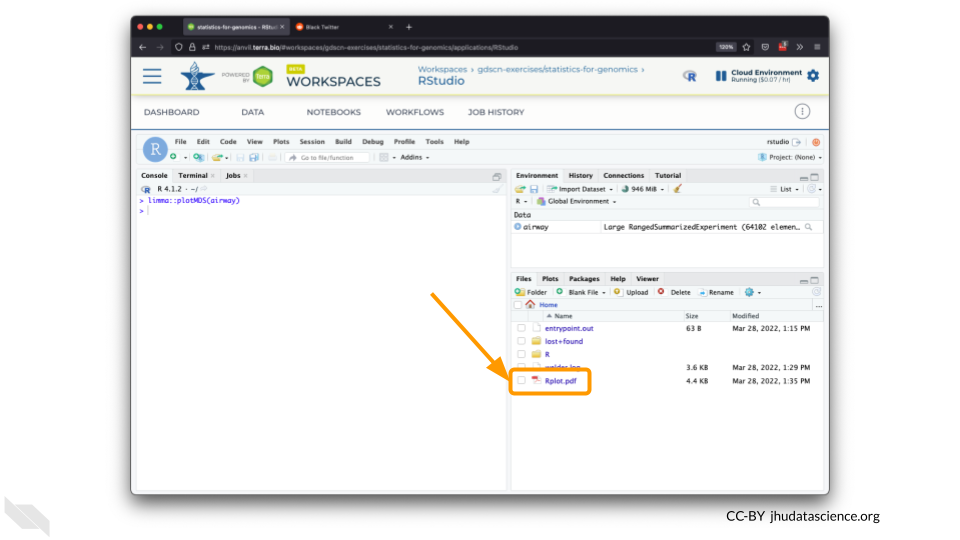 statistics-for-genomics - RStudi × Black Twitter × +
https://anvil.terra.bio/#workspaces/gdscn-exercises/statistics-for-genomics/applications/RStudio 120%
POWERED BY Terra BETA WORKSPACES
Workspaces › gdscn-exercises/statistics-for-genomics ›
RStudio
R Cloud Environment
Running ($0.07 / hr)
DASHBOARD DATA NOTEBOOKS WORKFLOWS JOB HISTORY
R File Edit Code View Plots Session Build Debug Profile Tools Help rstudio
Go to file/function Addins Project: (None)
Console Terminal × Jobs ×
R 4.1.2 · ~/
> limma::plotMDS(airway)
>
Environment History Connections Tutorial
Import Dataset 946 MiB List
R Global Environment
Data
airway Large RangedSummarizedExperiment (64102 elemen…
Files Plots Packages Help Viewer
Folder Blank File Upload Delete Rename
Home ...
Name Size Modified
entrypoint.out 63 B Mar 28, 2022, 1:15 PM
lost+found
R
welder.log 3.6 KB Mar 28, 2022, 1:29 PM
Rplot.pdf 4.4 KB Mar 28, 2022, 1:35 PM
CC-BY jhudatascience.org